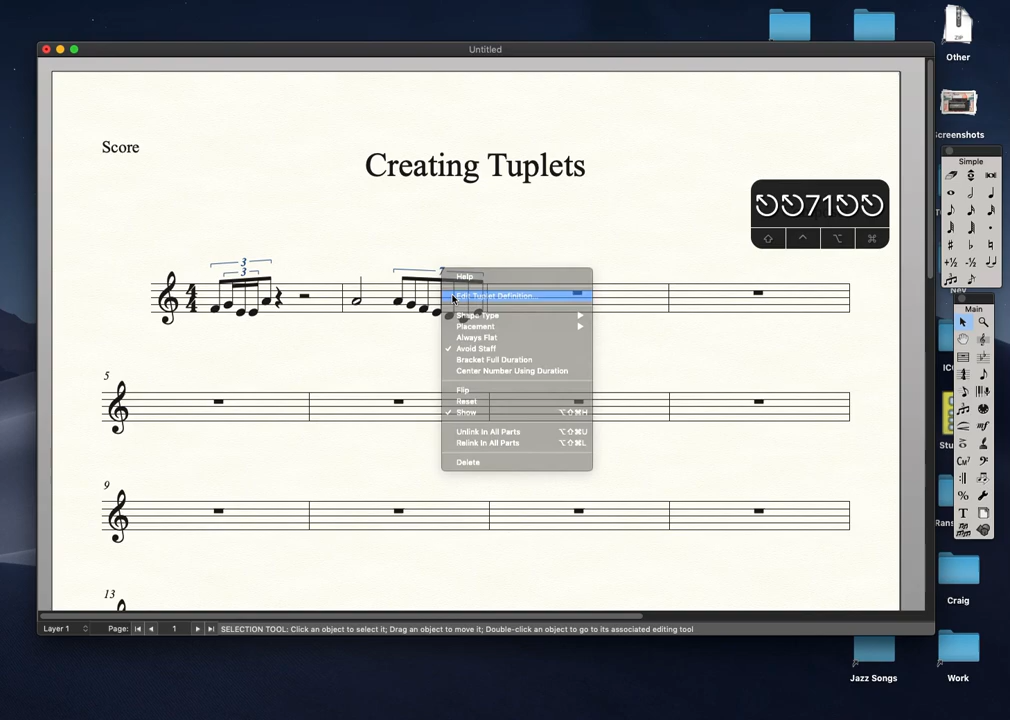 Untitled
Other
Screenshots
Simple
Score
Creating Tuplets
71
3
3
7
Help
Edit Tuplet Definition...
Shape Type
Placement
Always Flat
Avoid Staff
Bracket Full Duration
Center Number Using Duration
Flip
Reset
Show ⌥⇧⌘H
Unlink In All Parts ⌥⇧⌘U
Relink In All Parts ⌥⇧⌘L
Delete
Main
5
9
13
Layer 1 Page: 1 SELECTION TOOL: Click an object to select it; Drag an object to move it; Double-click an object to go to its associated editing tool
Craig
Jazz Songs
Work